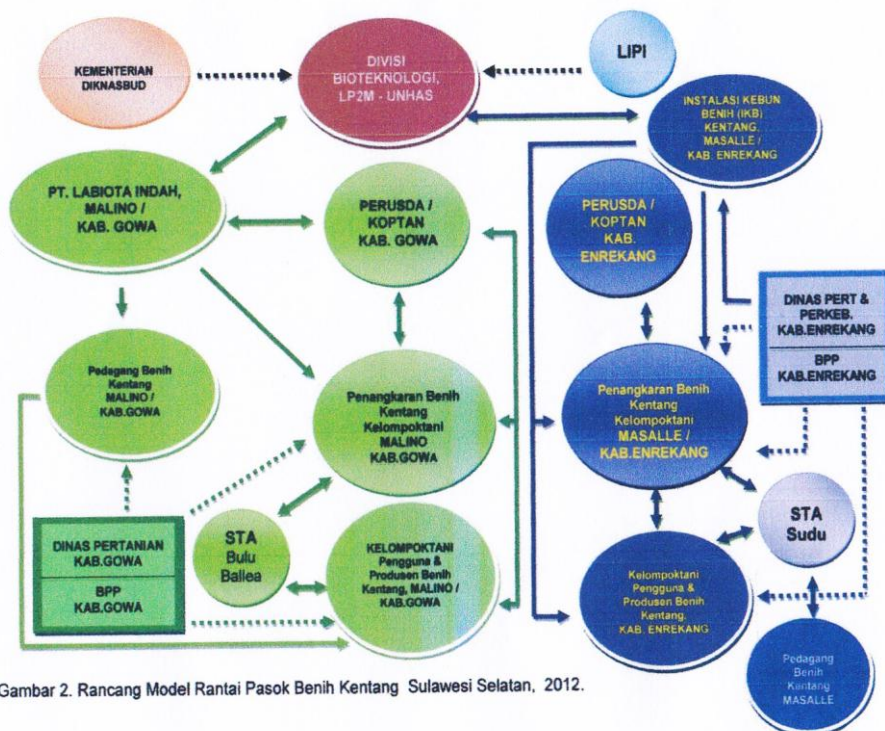 KEMENTERIAN
DIKNASBUD
DIVISI
BIOTEKNOLOGI,
LP2M - UNHAS
LIPI
INSTALASI KEBUN
BENIH (IKB)
KENTANG,
MASALLE /
KAB. ENREKANG
PT. LABIOTA INDAH,
MALINO /
KAB. GOWA
PERUSDA /
KOPTAN
KAB. GOWA
PERUSDA /
KOPTAN
KAB.
ENREKANG
DINAS PERT &
PERKEB.
KAB.ENREKANG
BPP
KAB.ENREKANG
Pedagang Benih
Kentang
MALINO /
KAB.GOWA
Penangkaran Benih
Kentang
Kelompoktani
MALINO
KAB.GOWA
Penangkaran Benih
Kentang
Kelompoktani
MASALLE /
KAB.ENREKANG
DINAS PERTANIAN
KAB.GOWA
BPP
KAB.GOWA
STA
Bulu
Ballea
KELOMPOKTANI
Pengguna &
Produsen Benih
Kentang, MALINO /
KAB.GOWA
Kelompoktani
Pengguna &
Produsen Benih
Kentang.
KAB. ENREKANG
STA
Sudu
Pedagang
Benih
Kentang
MASALLE
Gambar 2. Rancang Model Rantai Pasok Benih Kentang Sulawesi Selatan, 2012.